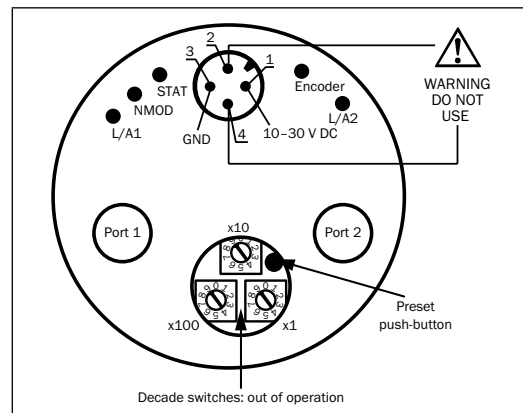 2
3
1
STAT
NMOD
L/A1
Encoder
L/A2
WARNING
DO NOT
USE
4
GND
10–30 V DC
Port 1
Port 2
x10
x100
x1
Preset
push-button
Decade switches: out of operation